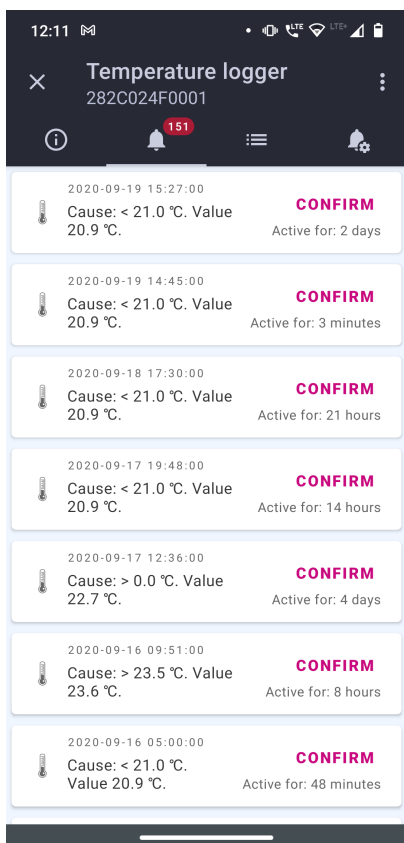 12:11
LTE LTE+
Temperature logger
282C024F0001
151
2020-09-19 15:27:00
Cause: < 21.0 ℃. Value
20.9 ℃.
CONFIRM
Active for: 2 days
2020-09-19 14:45:00
Cause: < 21.0 ℃. Value
20.9 ℃.
CONFIRM
Active for: 3 minutes
2020-09-18 17:30:00
Cause: < 21.0 ℃. Value
20.9 ℃.
CONFIRM
Active for: 21 hours
2020-09-17 19:48:00
Cause: < 21.0 ℃. Value
20.9 ℃.
CONFIRM
Active for: 14 hours
2020-09-17 12:36:00
Cause: > 0.0 ℃. Value
22.7 ℃.
CONFIRM
Active for: 4 days
2020-09-16 09:51:00
Cause: > 23.5 ℃. Value
23.6 ℃.
CONFIRM
Active for: 8 hours
2020-09-16 05:00:00
Cause: < 21.0 ℃.
Value 20.9 ℃.
CONFIRM
Active for: 48 minutes